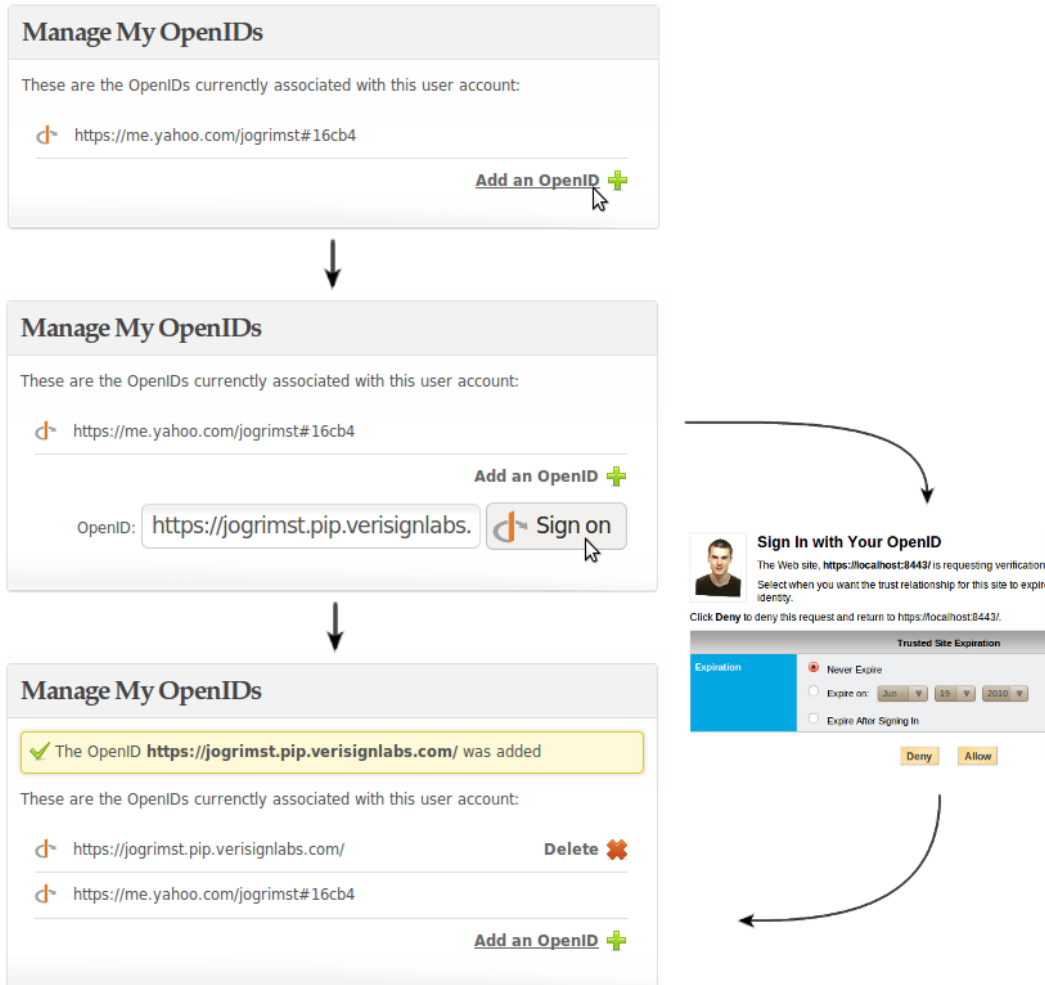 Manage My OpenIDs
These are the OpenIDs currenctly associated with this user account:
https://me.yahoo.com/jogrimst#16cb4
Add an OpenID
Manage My OpenIDs
These are the OpenIDs currenctly associated with this user account:
https://me.yahoo.com/jogrimst#16cb4
Add an OpenID
OpenID: https://jogrimst.pip.verisignlabs. Sign on
Sign In with Your OpenID
The Web site, https://localhost:8443/ is requesting verification
Select when you want the trust relationship for this site to expire
identity.
Click Deny to deny this request and return to https://localhost:8443/.
Trusted Site Expiration
Expiration
Never Expire
Expire on: Jun 19 2010
Expire After Signing In
Deny Allow
Manage My OpenIDs
The OpenID https://jogrimst.pip.verisignlabs.com/ was added
These are the OpenIDs currenctly associated with this user account:
https://jogrimst.pip.verisignlabs.com/ Delete
https://me.yahoo.com/jogrimst#16cb4
Add an OpenID